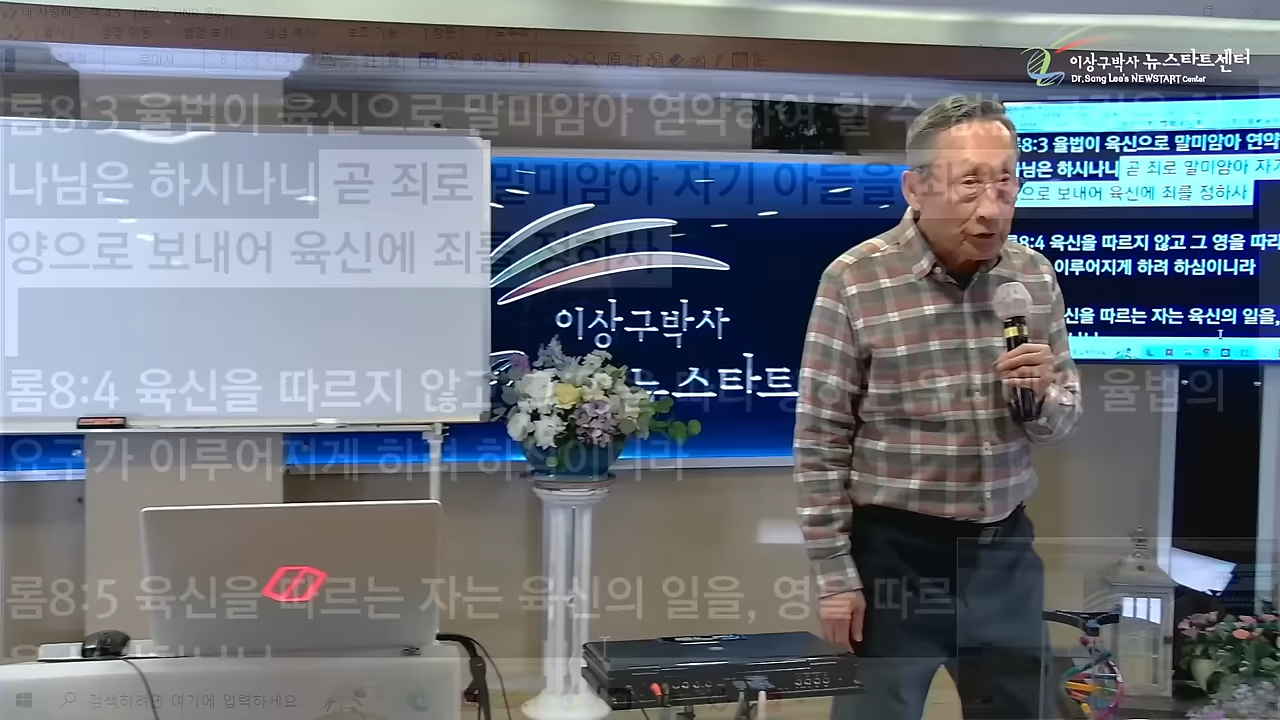 이상구박사 뉴스타트센터
Dr.Sang Lee's NEWSTART Center
롬8:3 율법이 육신으로 말미암아 연약하여 할 수
나님은 하시나니 곧 죄로 말미암아 자기 아들을
양으로 보내어 육신에 죄를 정하사
롬8:4 육신을 따르지 않고 율법의
요구가 이루어지게 하려 하심이니라
롬8:5 육신을 따르는 자는 육신의 일을, 영을 따르
검색하려면 여기에 입력하세요
이상구박사
뉴스타트
8:3 율법이 육신으로 말미암아 연약
나님은 하시나니 곧 죄로 말미암아 자기
으로 보내어 육신에 죄를 정하사
8:4 육신을 따르지 않고 그 영을 따라
이루어지게 하려 하심이니라
신을 따르는 자는 육신의 일을,